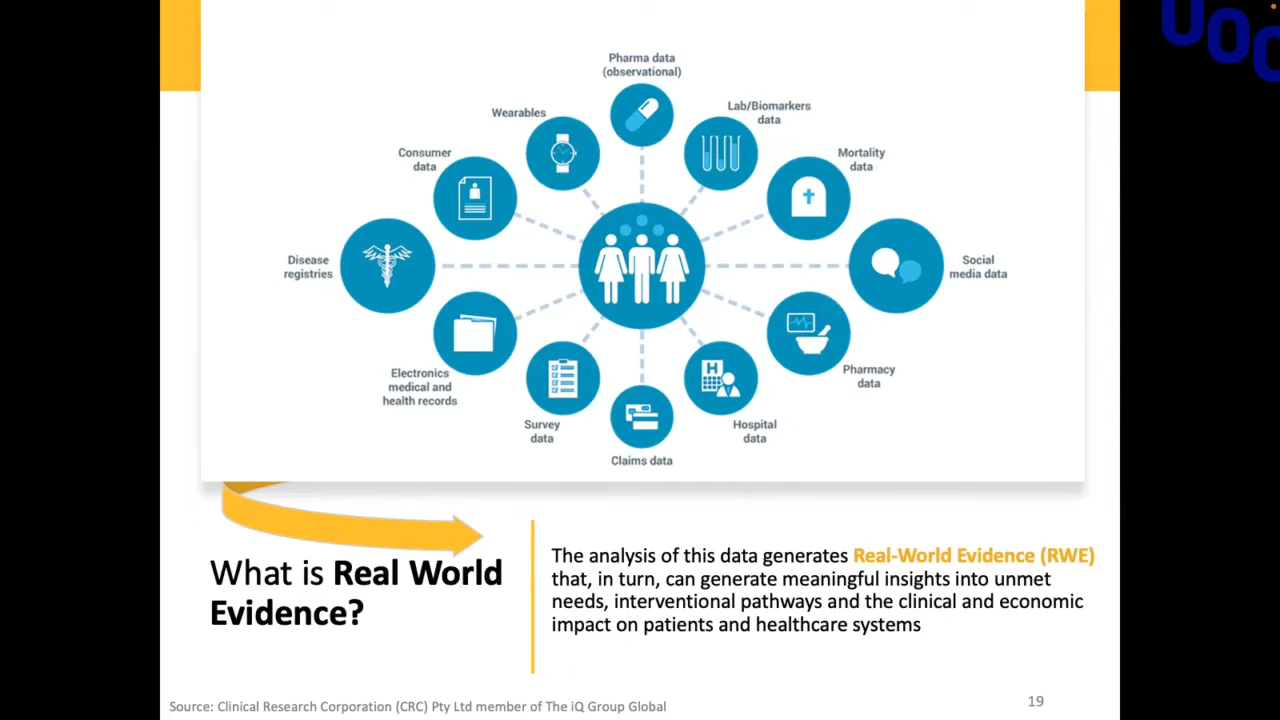 UOC
Pharma data
(observational)
Wearables
Lab/Biomarkers
data
Consumer
data
Mortality
data
Disease
registries
Social
media data
Electronics
medical and
health records
Pharmacy
data
Survey
data
H
Hospital
data
Claims data
What is Real World
Evidence?
The analysis of this data generates Real-World Evidence (RWE)
that, in turn, can generate meaningful insights into unmet
needs, interventional pathways and the clinical and economic
impact on patients and healthcare systems
Source: Clinical Research Corporation (CRC) Pty Ltd member of The iQ Group Global
19